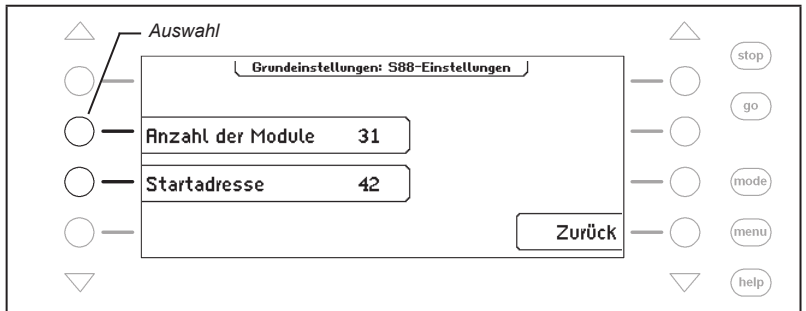 Auswahl
Grundeinstellungen: S88-Einstellungen
stop
go
Anzahl der Module 31
Startadresse 42
mode
Zurück
menu
help